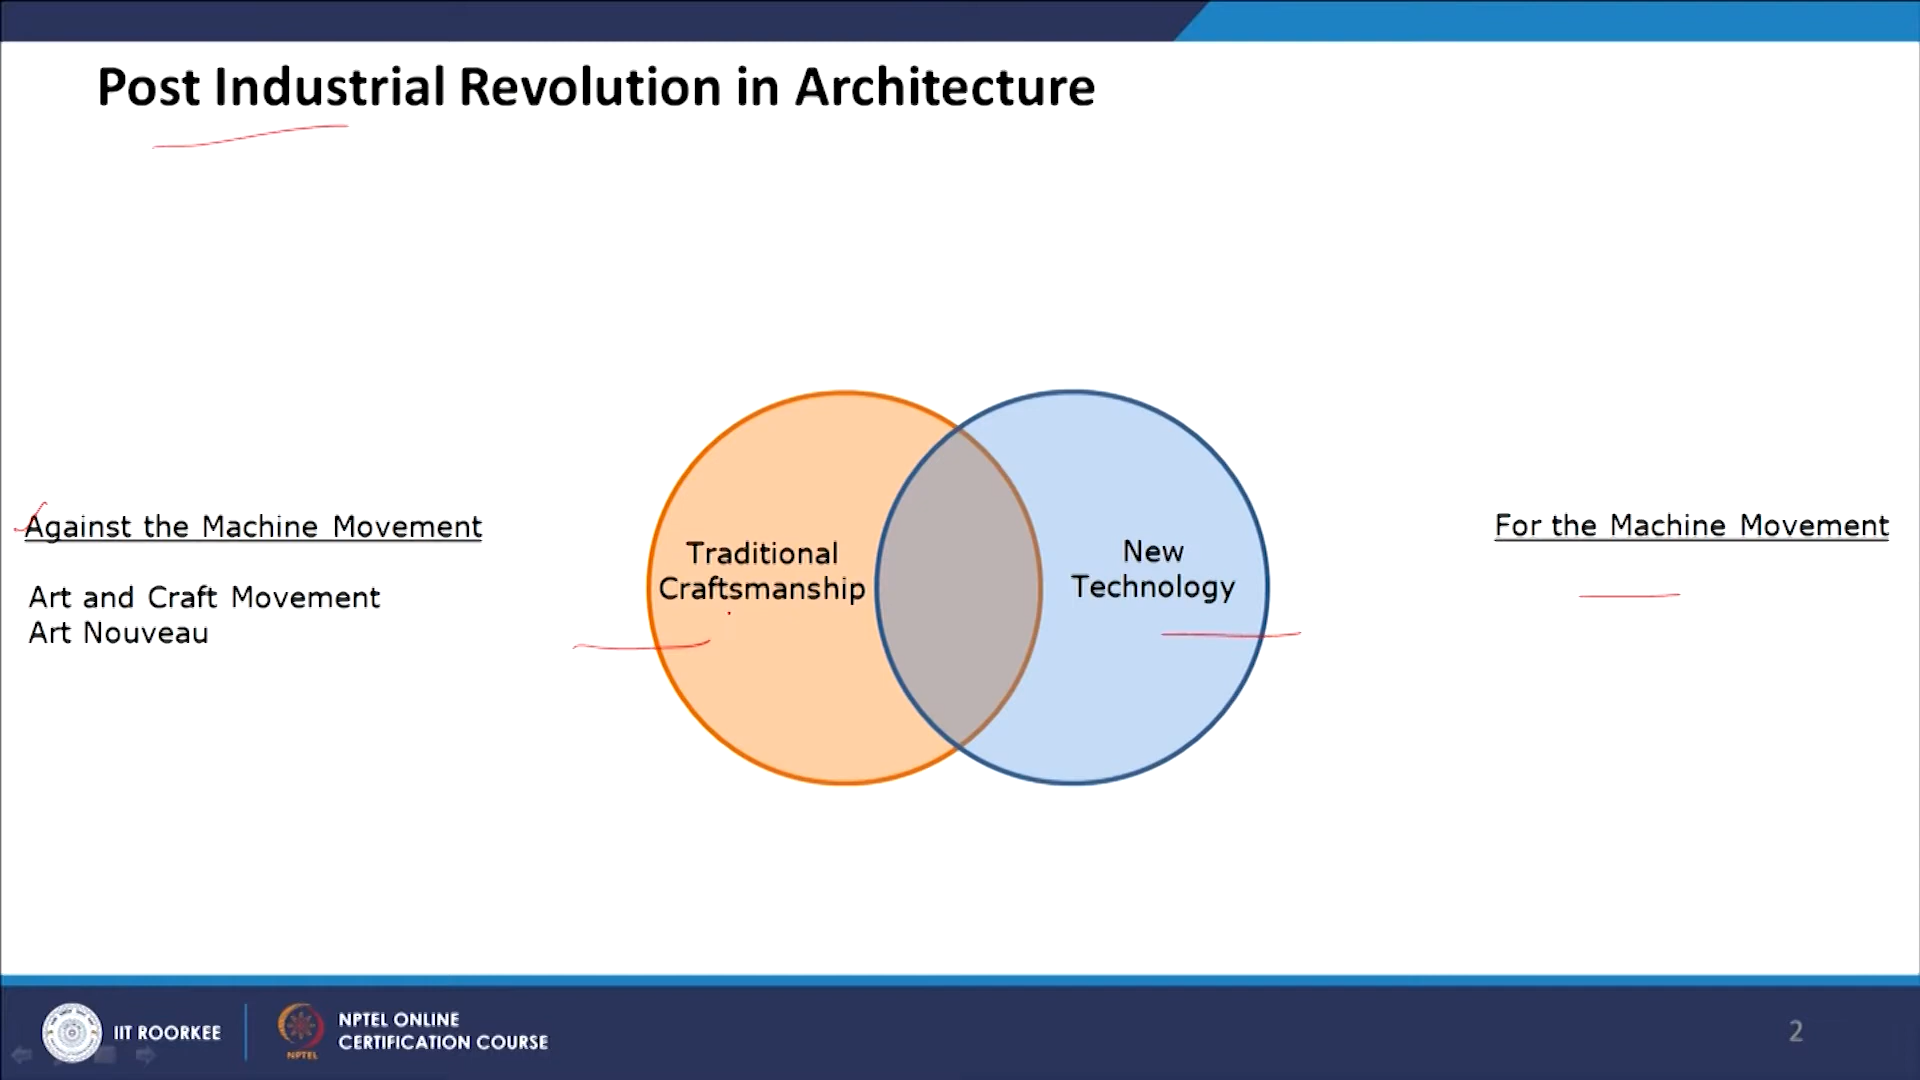 Post Industrial Revolution in Architecture
Against the Machine Movement
Art and Craft Movement
Art Nouveau
Traditional
Craftsmanship
New
Technology
For the Machine Movement
IIT ROORKEE
NPTEL
NPTEL ONLINE
CERTIFICATION COURSE
2